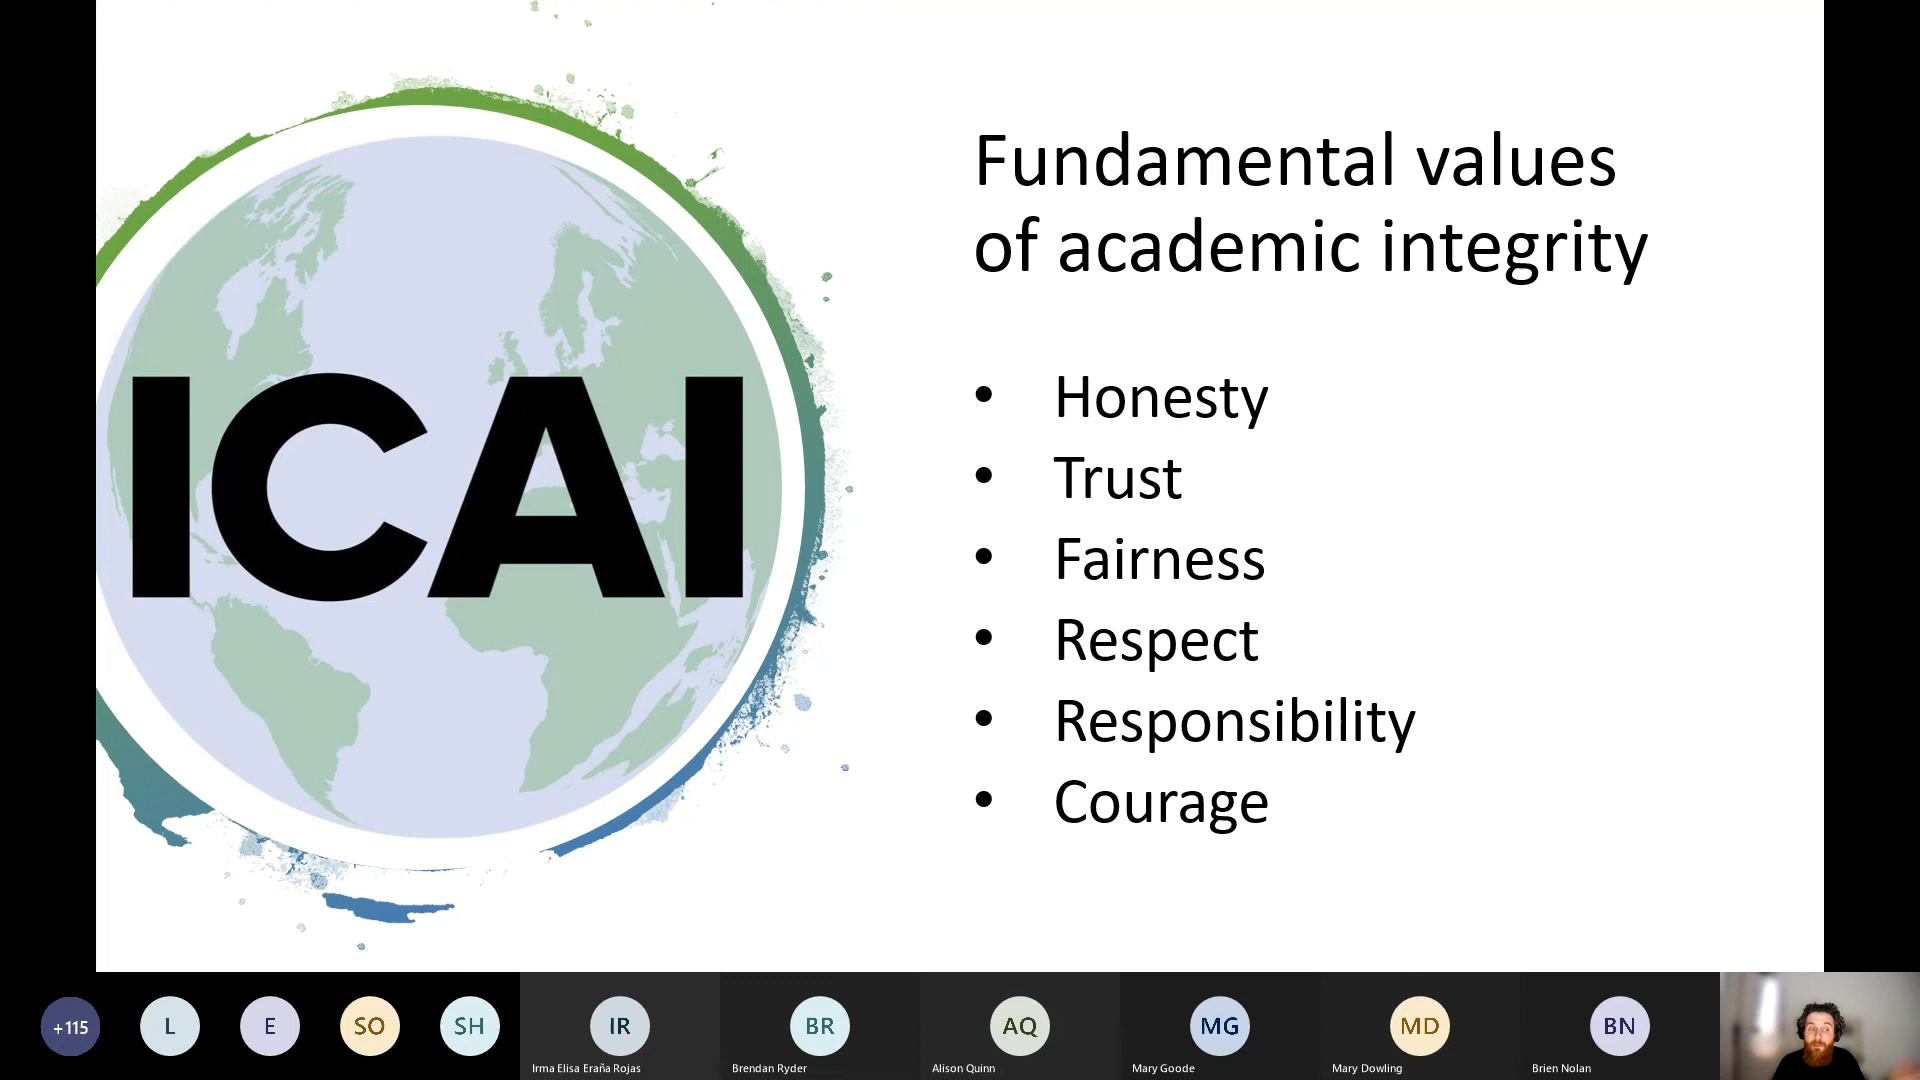 ICAI
Fundamental values
of academic integrity
• Honesty
• Trust
• Fairness
• Respect
• Responsibility
• Courage
+115
L
E
SO
SH
IR
BR
AQ
MG
MD
BN
Irma Elisa Eraña Rojas
Brendan Ryder
Alison Quinn
Mary Goode
Mary Dowling
Brien Nolan